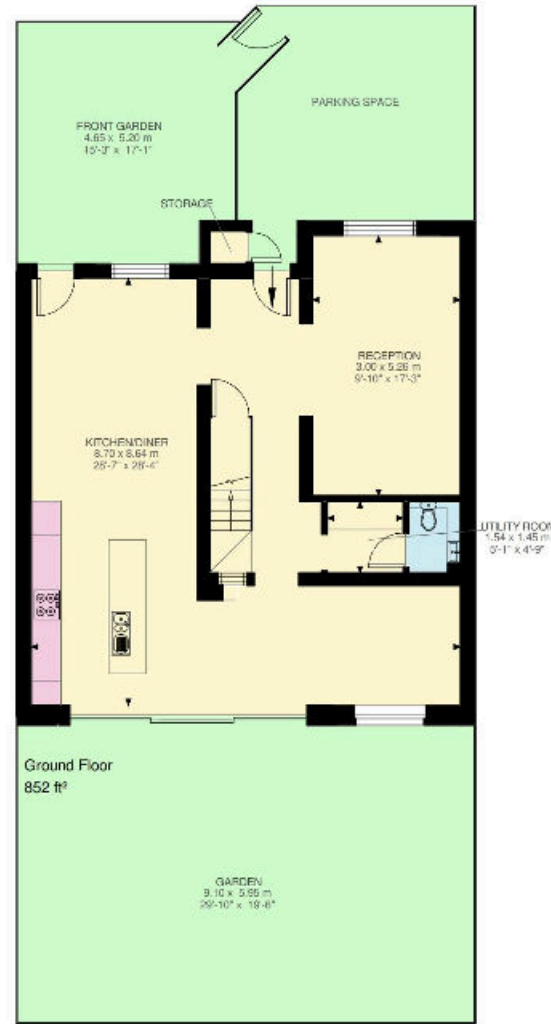 PARKING SPACE
FRONT GARDEN
4.65 x 5.20 m
15'-3" x 17'-1"
STORAGE
RECEPTION
3.00 x 5.26 m
9'-10" x 17'-3"
KITCHEN/DINER
8.70 x 8.64 m
28'-7" x 28'-4"
UTILITY ROOM
1.54 x 1.45 m
5'-1" x 4'-9"
Ground Floor
852 ft²
GARDEN
9.10 x 5.95 m
29'-10" x 19'-6"